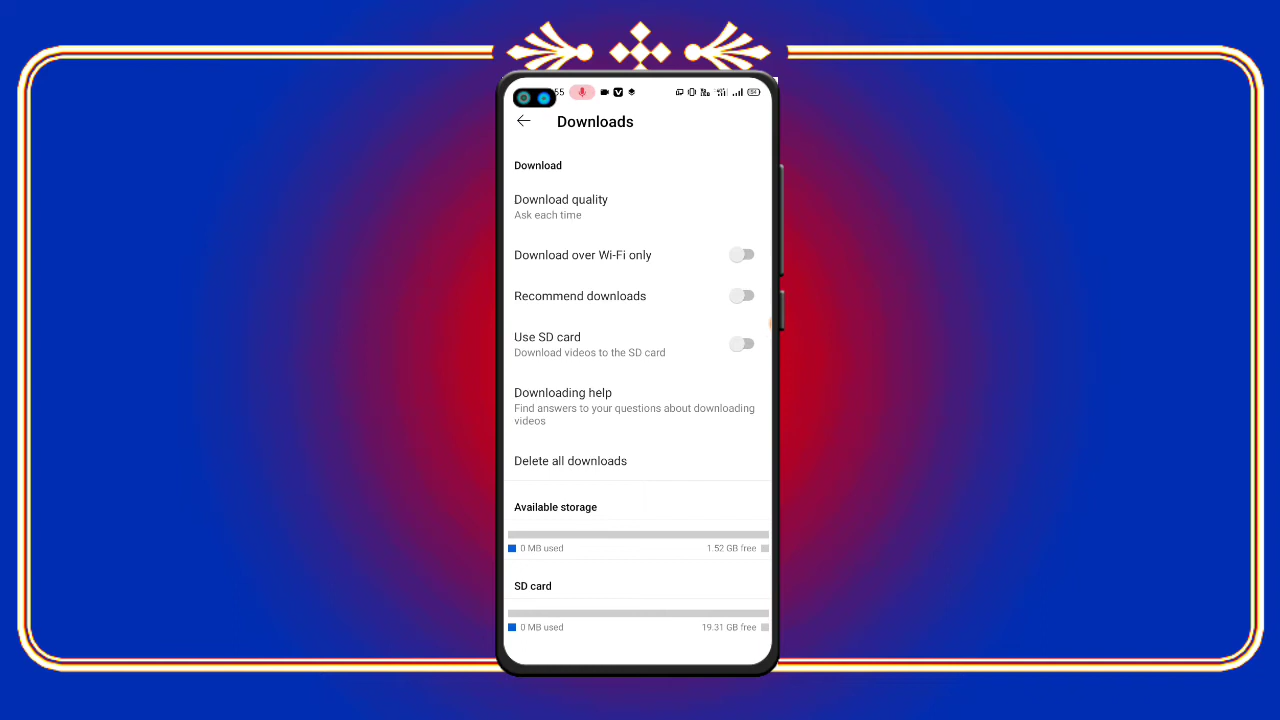 55
Downloads
Download
Download quality
Ask each time
Download over Wi-Fi only
Recommend downloads
Use SD card
Download videos to the SD card
Downloading help
Find answers to your questions about downloading
videos
Delete all downloads
Available storage
0 MB used 1.52 GB free
SD card
0 MB used 19.31 GB free